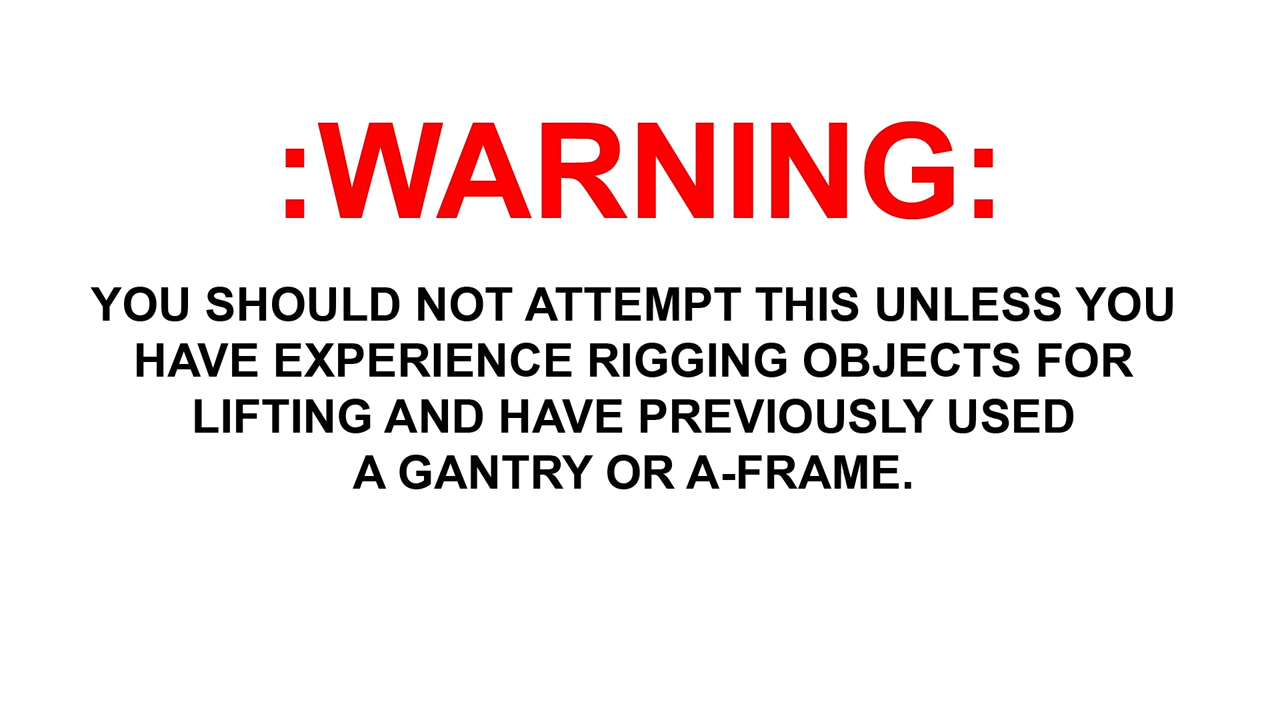 :WARNING:
YOU SHOULD NOT ATTEMPT THIS UNLESS YOU
HAVE EXPERIENCE RIGGING OBJECTS FOR
LIFTING AND HAVE PREVIOUSLY USED
A GANTRY OR A-FRAME.